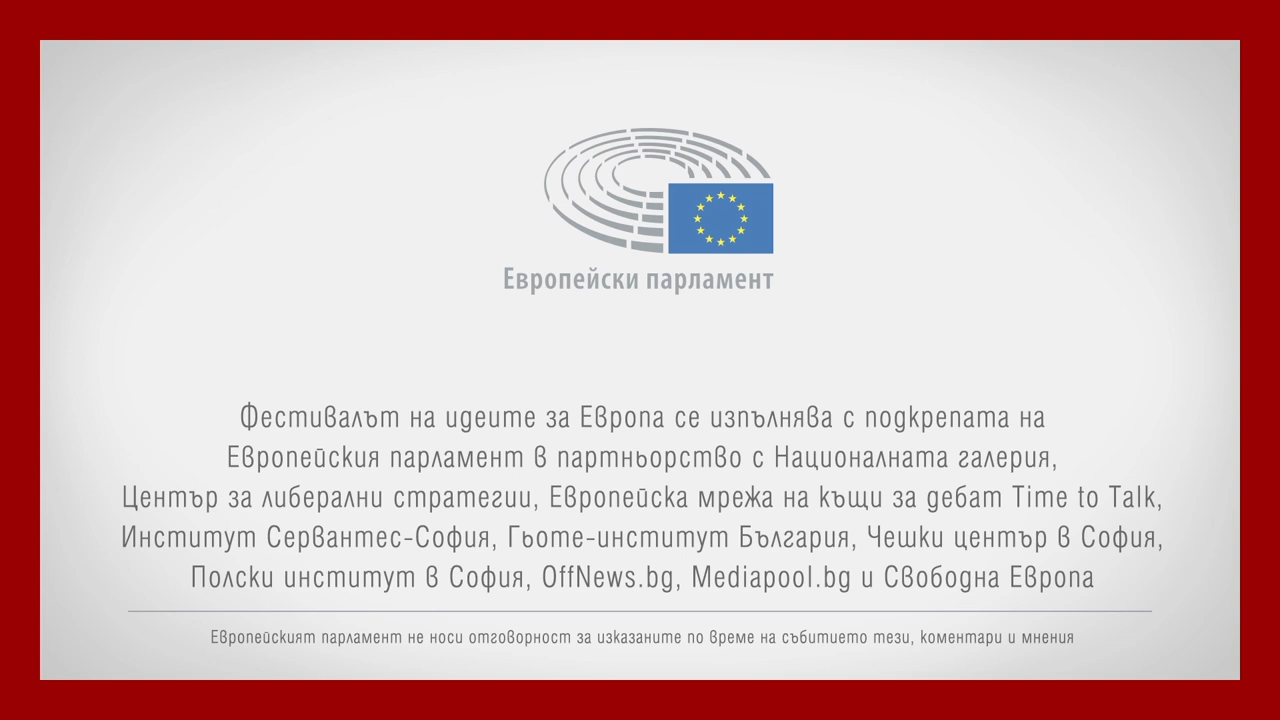 Европейски парламент
Фестивалът на идеите за Европа се изпълнява с подкрепата на
Европейския парламент в партньорство с Националната галерия,
Център за либерални стратегии, Европейска мрежа на къщи за дебат Time to Talk,
Институт Сервантес-София, Гьоте-институт България, Чешки център в София,
Полски институт в София, OffNews.bg, Mediapool.bg и Свободна Европа
Европейският парламент не носи отговорност за изказаните по време на събитието тези, коментари и мнения